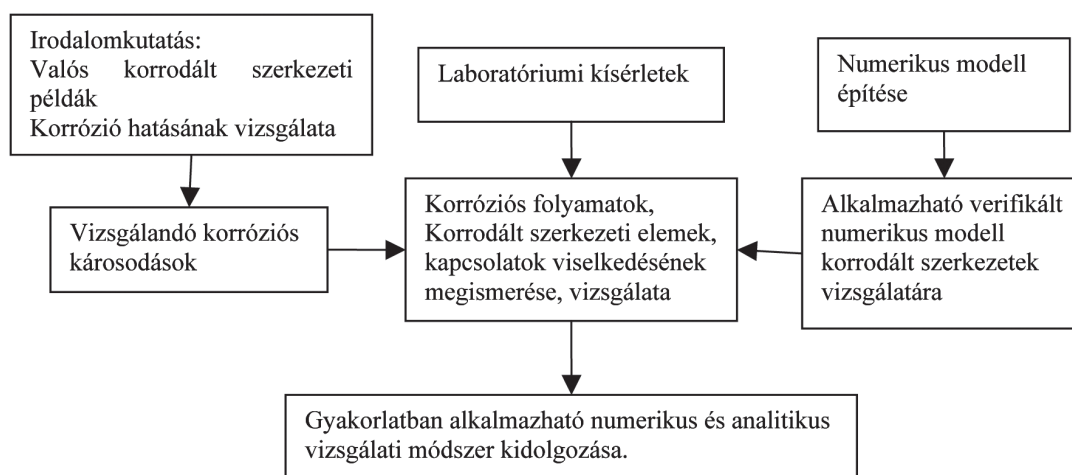 Irodalomkutatás:
Valós korrodált szerkezeti
példák
Korrózió hatásának vizsgálata
Laboratóriumi kísérletek
Numerikus modell
építése
Vizsgálandó korróziós
károsodások
Korróziós folyamatok,
Korrodált szerkezeti elemek,
kapcsolatok viselkedésének
megismerése, vizsgálata
Alkalmazható verifikált
numerikus modell
korrodált szerkezetek
vizsgálatára
Gyakorlatban alkalmazható numerikus és analitikus
vizsgálati módszer kidolgozása.